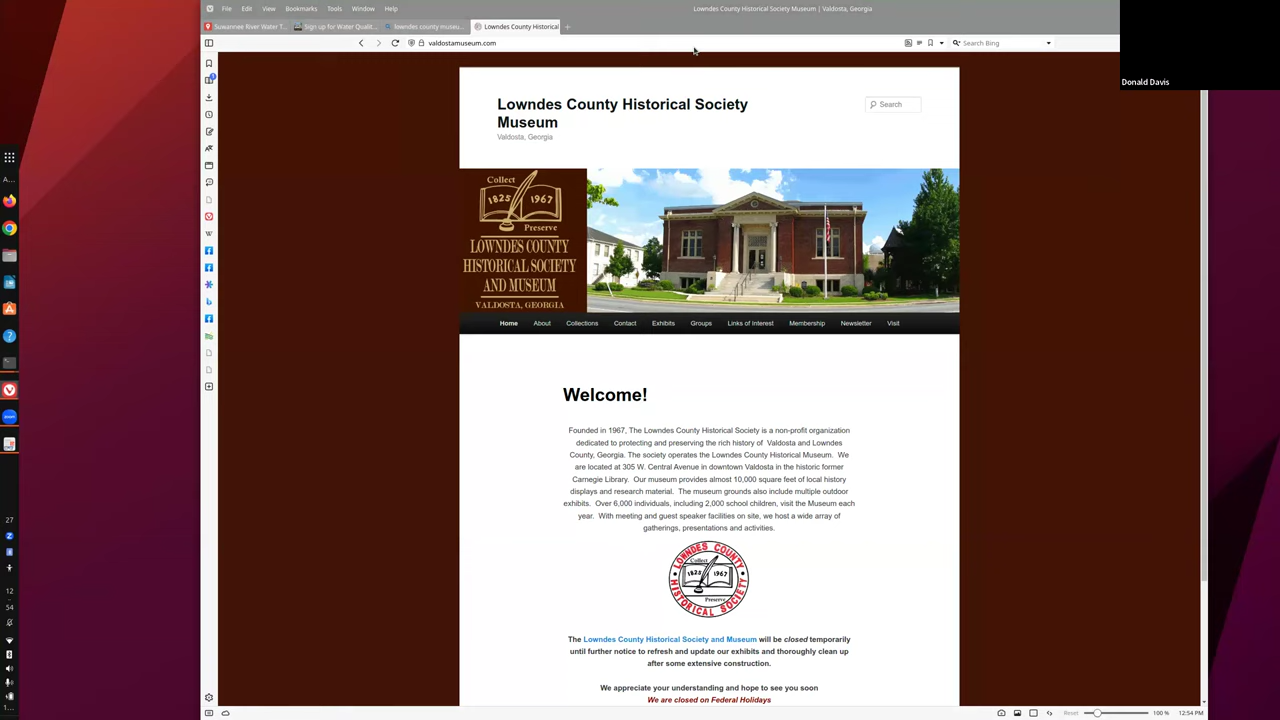 File Edit View Bookmarks Tools Window Help
Lowndes County Historical Society Museum | Valdosta, Georgia
Suwannee River Water T...
Sign up for Water Qualit...
lowndes county museu...
Lowndes County Historical
valdostamuseum.com
Search Bing
Donald Davis
Lowndes County Historical Society
Museum
Valdosta, Georgia
Search
Collect
1825 1967
Preserve
LOWNDES COUNTY
HISTORICAL SOCIETY
AND MUSEUM
VALDOSTA, GEORGIA
Home About Collections Contact Exhibits Groups Links of Interest Membership Newsletter Visit
Welcome!
Founded in 1967, The Lowndes County Historical Society is a non-profit organization
dedicated to protecting and preserving the rich history of Valdosta and Lowndes
County, Georgia. The society operates the Lowndes County Historical Museum. We
are located at 305 W. Central Avenue in downtown Valdosta in the historic former
Carnegie Library. Our museum provides almost 10,000 square feet of local history
displays and research material. The museum grounds also include multiple outdoor
exhibits. Over 6,000 individuals, including 2,000 school children, visit the Museum each
year. With meeting and guest speaker facilities on site, we host a wide array of
gatherings, presentations and activities.
LOWNDES COUNTY
Collect
1825 1967
Preserve
HISTORICAL SOCIETY
The Lowndes County Historical Society and Museum will be closed temporarily
until further notice to refresh and update our exhibits and thoroughly clean up
after some extensive construction.
We appreciate your understanding and hope to see you soon
We are closed on Federal Holidays
A...
zoom
27
12
54
Reset
100 %
12:54 PM